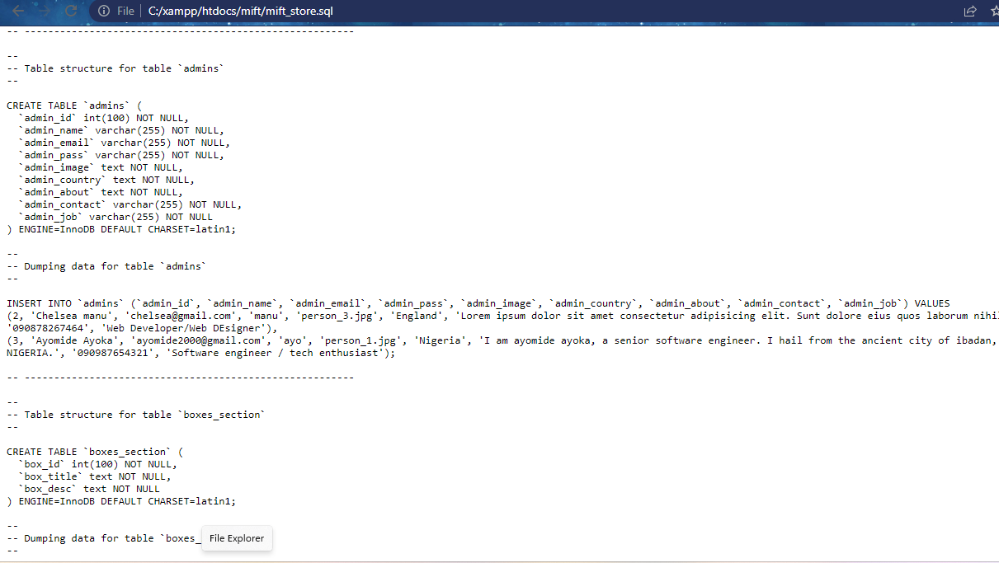 File
C:/xampp/htdocs/mift/mift_store.sql
-- --------------------------------------------------------
--
-- Table structure for table `admins`
--
CREATE TABLE `admins` (
  `admin_id` int(100) NOT NULL,
  `admin_name` varchar(255) NOT NULL,
  `admin_email` varchar(255) NOT NULL,
  `admin_pass` varchar(255) NOT NULL,
  `admin_image` text NOT NULL,
  `admin_country` text NOT NULL,
  `admin_about` text NOT NULL,
  `admin_contact` varchar(255) NOT NULL,
  `admin_job` varchar(255) NOT NULL
) ENGINE=InnoDB DEFAULT CHARSET=latin1;
--
-- Dumping data for table `admins`
--
INSERT INTO `admins` (`admin_id`, `admin_name`, `admin_email`, `admin_pass`, `admin_image`, `admin_country`, `admin_about`, `admin_contact`, `admin_job`) VALUES
(2, 'Chelsea manu', 'chelsea@gmail.com', 'manu', 'person_3.jpg', 'England', 'Lorem ipsum dolor sit amet consectetur adipisicing elit. Sunt dolore eius quos laborum nihi
'090878267464', 'Web Developer/Web DEsigner'),
(3, 'Ayomide Ayoka', 'ayomide2000@gmail.com', 'ayo', 'person_1.jpg', 'Nigeria', 'I am ayomide ayoka, a senior software engineer. I hail from the ancient city of ibadan,
NIGERIA.', '090987654321', 'Software engineer / tech enthusiast');
-- --------------------------------------------------------
--
-- Table structure for table `boxes_section`
--
CREATE TABLE `boxes_section` (
  `box_id` int(100) NOT NULL,
  `box_title` text NOT NULL,
  `box_desc` text NOT NULL
) ENGINE=InnoDB DEFAULT CHARSET=latin1;
--
-- Dumping data for table `boxes_
File Explorer
--